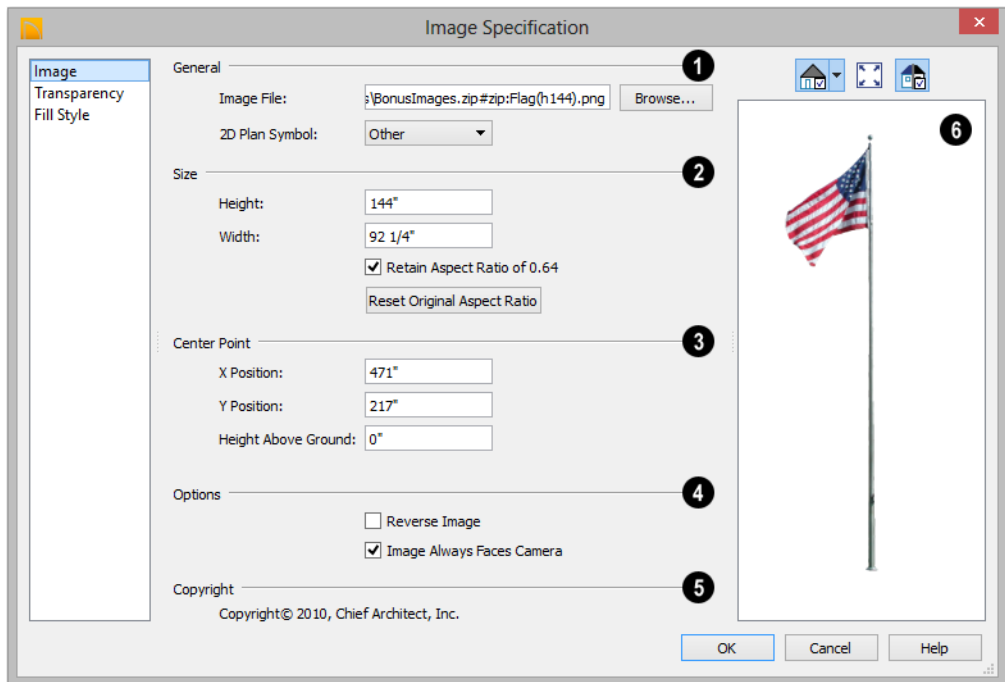 Image Specification
Image
Transparency
Fill Style
General
1
Image File:
s\BonusImages.zip#zip:Flag(h144).png
Browse...
2D Plan Symbol:
Other
Size
2
Height:
144"
Width:
92 1/4"
Retain Aspect Ratio of 0.64
Reset Original Aspect Ratio
Center Point
3
X Position:
471"
Y Position:
217"
Height Above Ground:
0"
Options
4
Reverse Image
Image Always Faces Camera
Copyright
5
Copyright© 2010, Chief Architect, Inc.
6
OK
Cancel
Help